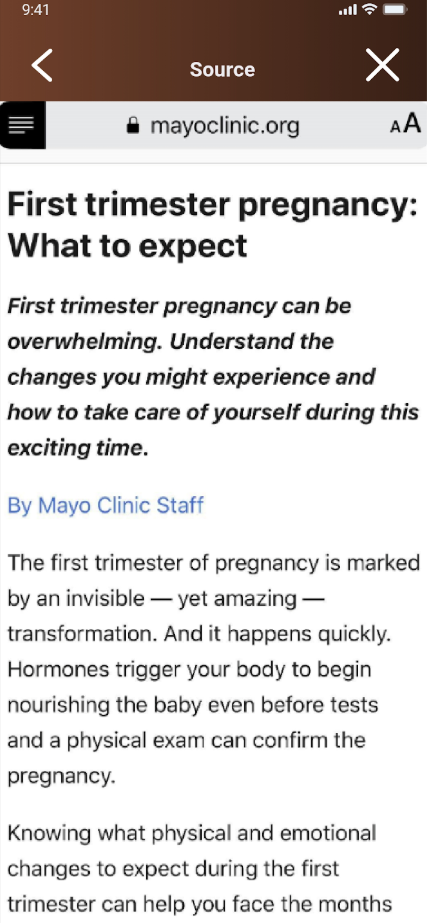 9:41
Source
mayoclinic.org
AA
First trimester pregnancy:
What to expect
First trimester pregnancy can be
overwhelming. Understand the
changes you might experience and
how to take care of yourself during this
exciting time.
By Mayo Clinic Staff
The first trimester of pregnancy is marked
by an invisible — yet amazing —
transformation. And it happens quickly.
Hormones trigger your body to begin
nourishing the baby even before tests
and a physical exam can confirm the
pregnancy.
Knowing what physical and emotional
changes to expect during the first
trimester can help you face the months